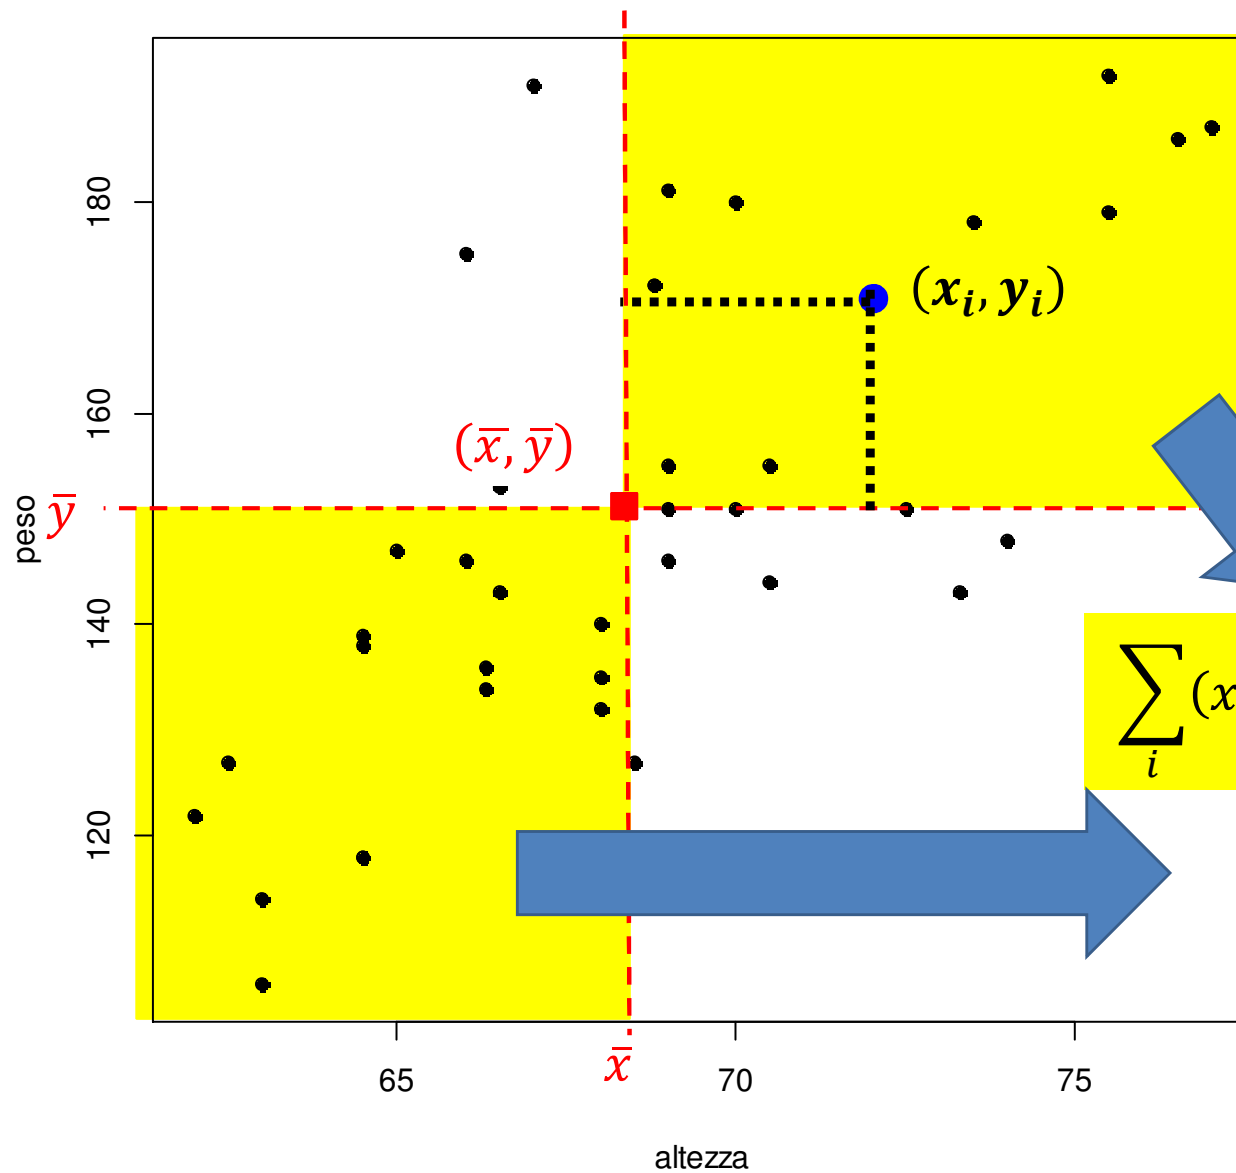 180
160
140
120
peso
y̅
(x̅, y̅)
(xᵢ, yᵢ)
∑ᵢ(x
x̅
65 70 75
altezza